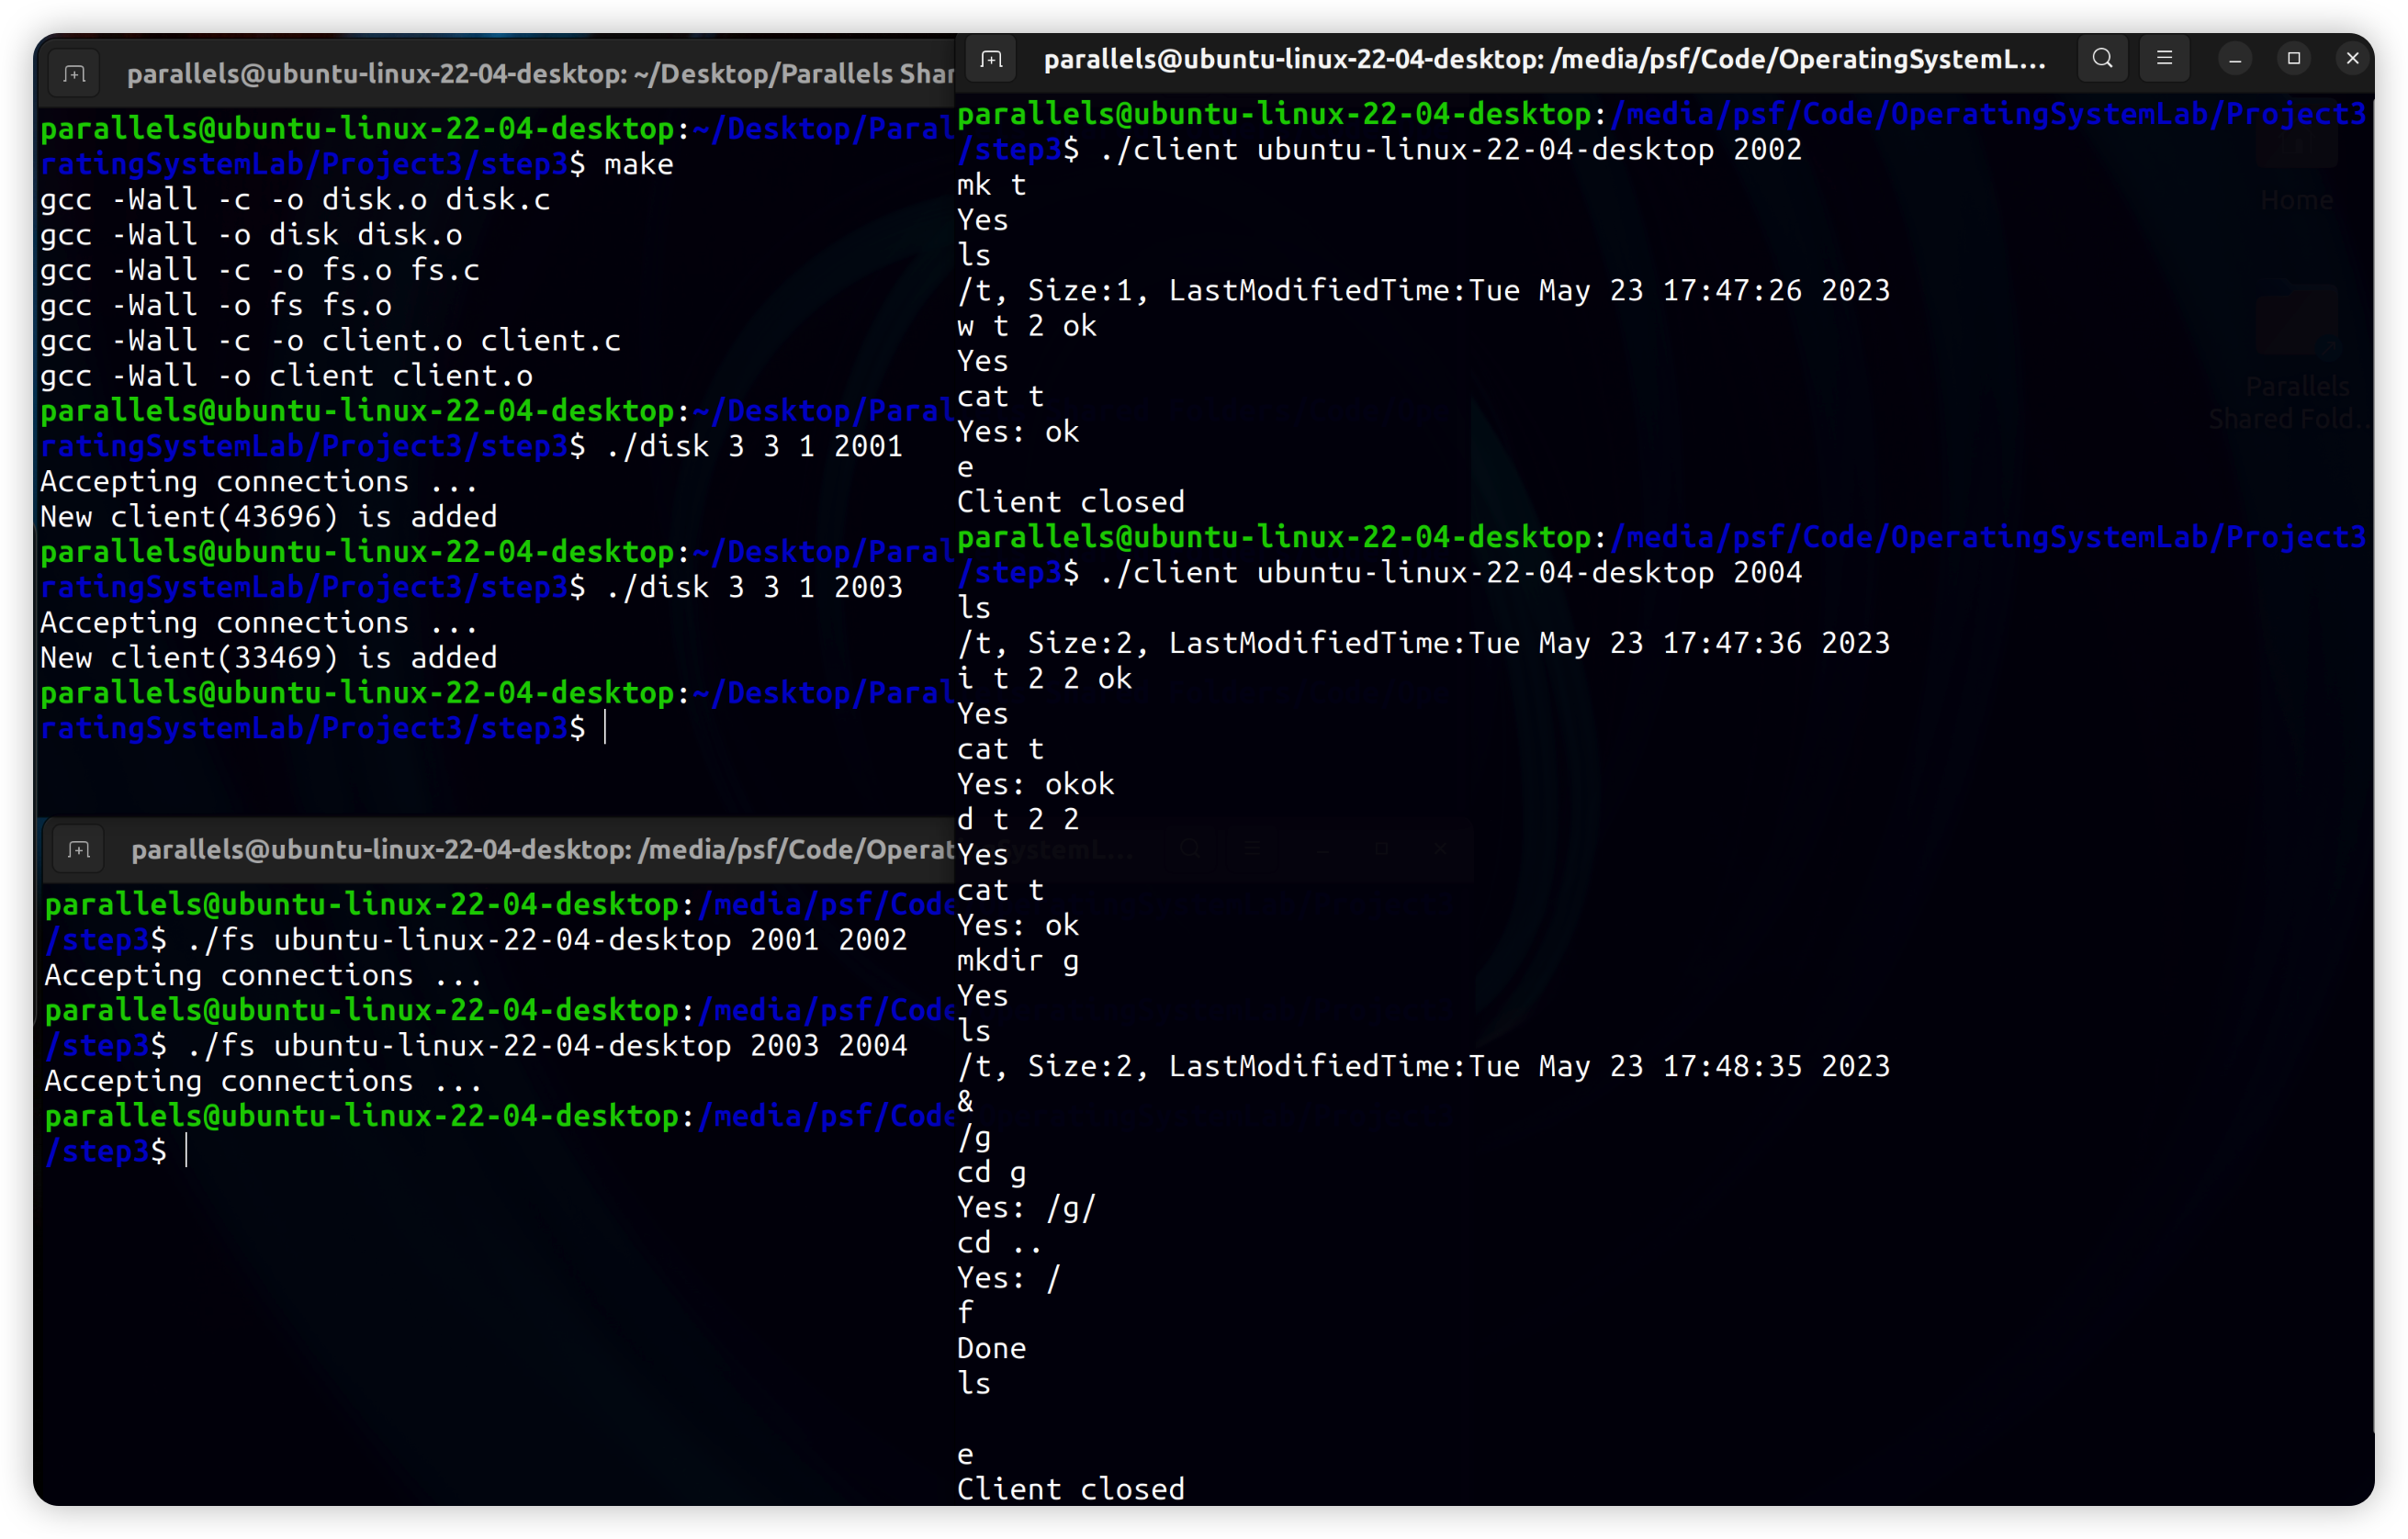 parallels@ubuntu-linux-22-04-desktop: ~/Desktop/Parallels Shar
parallels@ubuntu-linux-22-04-desktop:~/Desktop/Paral
ratingSystemLab/Project3/step3$ make
gcc -Wall -c -o disk.o disk.c
gcc -Wall -o disk disk.o
gcc -Wall -c -o fs.o fs.c
gcc -Wall -o fs fs.o
gcc -Wall -c -o client.o client.c
gcc -Wall -o client client.o
parallels@ubuntu-linux-22-04-desktop:~/Desktop/Paral
ratingSystemLab/Project3/step3$ ./disk 3 3 1 2001
Accepting connections ...
New client(43696) is added
parallels@ubuntu-linux-22-04-desktop:~/Desktop/Paral
ratingSystemLab/Project3/step3$ ./disk 3 3 1 2003
Accepting connections ...
New client(33469) is added
parallels@ubuntu-linux-22-04-desktop:~/Desktop/Paral
ratingSystemLab/Project3/step3$
parallels@ubuntu-linux-22-04-desktop: /media/psf/Code/Operat
parallels@ubuntu-linux-22-04-desktop:/media/psf/Code
/step3$ ./fs ubuntu-linux-22-04-desktop 2001 2002
Accepting connections ...
parallels@ubuntu-linux-22-04-desktop:/media/psf/Code
/step3$ ./fs ubuntu-linux-22-04-desktop 2003 2004
Accepting connections ...
parallels@ubuntu-linux-22-04-desktop:/media/psf/Code
/step3$
parallels@ubuntu-linux-22-04-desktop: /media/psf/Code/OperatingSystemL...
parallels@ubuntu-linux-22-04-desktop:/media/psf/Code/OperatingSystemLab/Project3
/step3$ ./client ubuntu-linux-22-04-desktop 2002
mk t
Yes
ls
/t, Size:1, LastModifiedTime:Tue May 23 17:47:26 2023
w t 2 ok
Yes
cat t
Yes: ok
e
Client closed
parallels@ubuntu-linux-22-04-desktop:/media/psf/Code/OperatingSystemLab/Project3
/step3$ ./client ubuntu-linux-22-04-desktop 2004
ls
/t, Size:2, LastModifiedTime:Tue May 23 17:47:36 2023
i t 2 2 ok
Yes
cat t
Yes: okok
d t 2 2
Yes
cat t
Yes: ok
mkdir g
Yes
ls
/t, Size:2, LastModifiedTime:Tue May 23 17:48:35 2023
&
/g
cd g
Yes: /g/
cd ..
Yes: /
f
Done
ls
e
Client closed
Home
Parallels
Shared Fold...